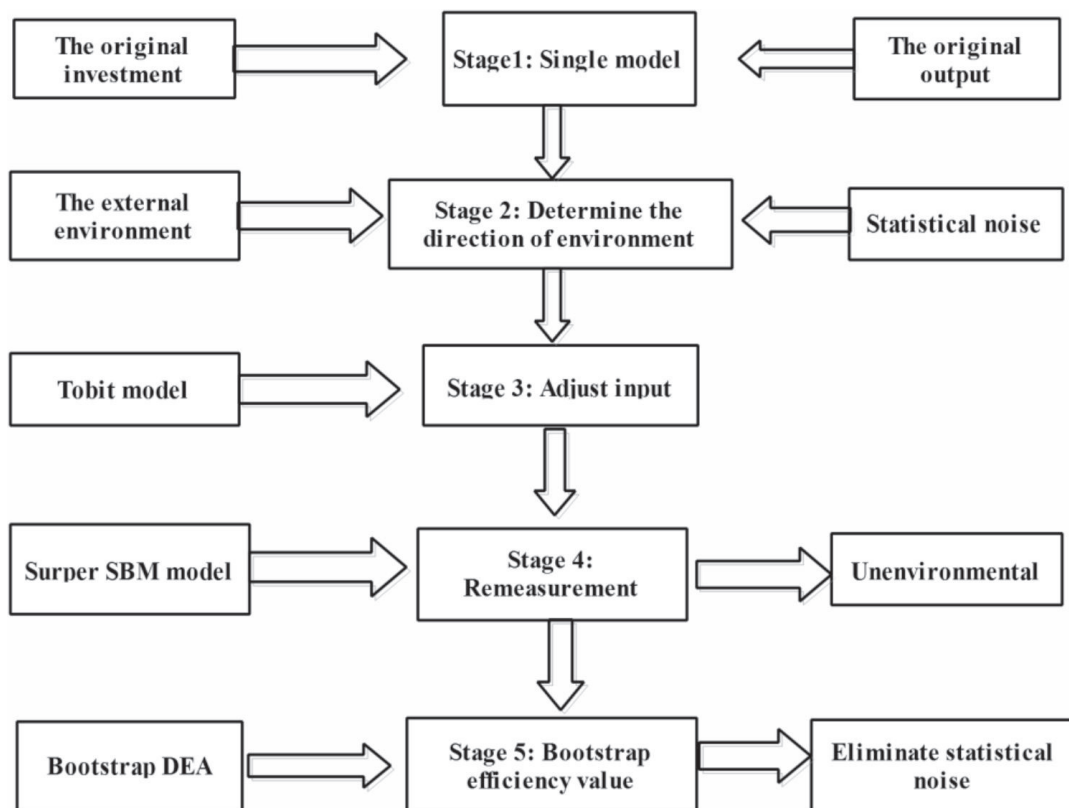 The original
investment
Stage1: Single model
The original
output
The external
environment
Stage 2: Determine the
direction of environment
Statistical noise
Tobit model
Stage 3: Adjust input
Surper SBM model
Stage 4:
Remeasurement
Unenvironmental
Bootstrap DEA
Stage 5: Bootstrap
efficiency value
Eliminate statistical
noise